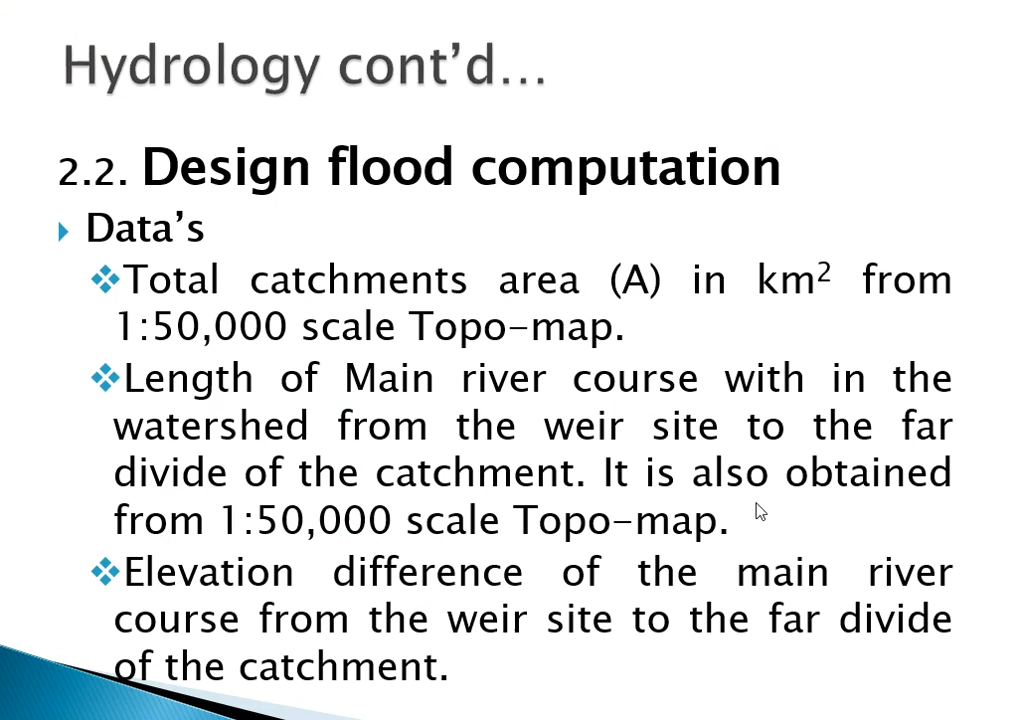 Hydrology cont’d…
2.2. Design flood computation
Data’s
❖Total catchments area (A) in km² from
1:50,000 scale Topo-map.
❖Length of Main river course with in the
watershed from the weir site to the far
divide of the catchment. It is also obtained
from 1:50,000 scale Topo-map.
❖Elevation difference of the main river
course from the weir site to the far divide
of the catchment.